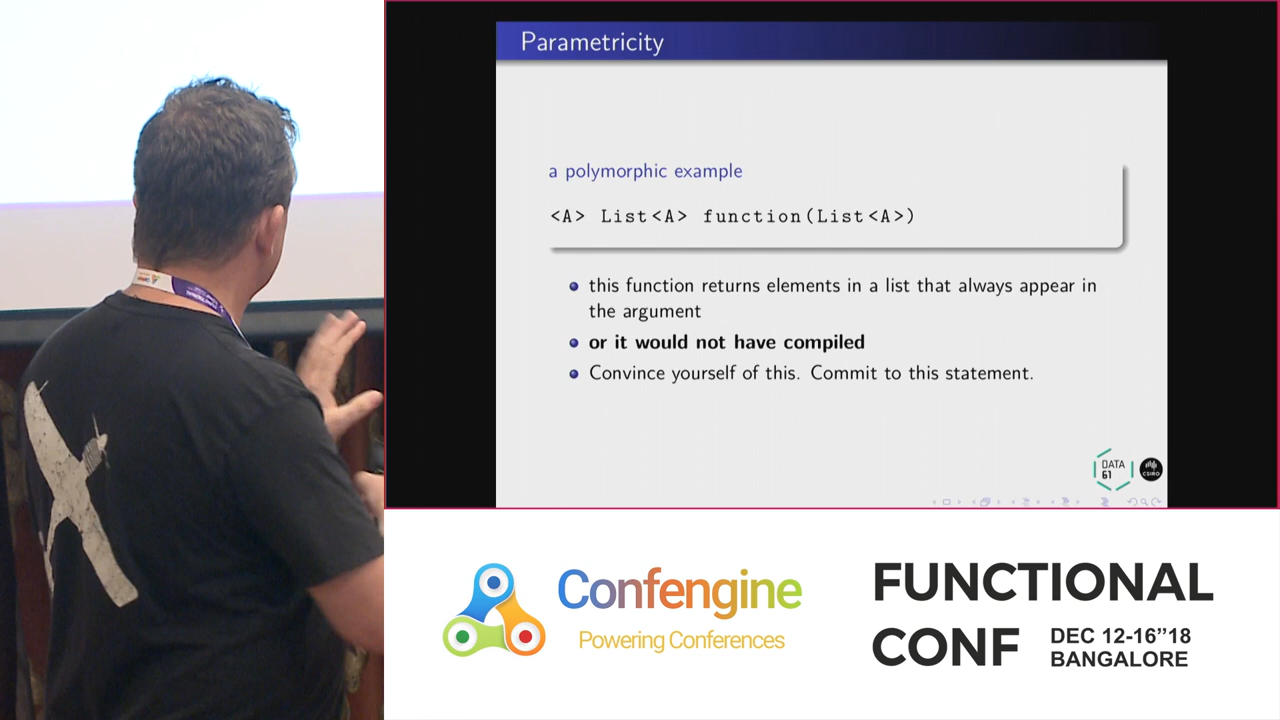 Parametricity
a polymorphic example
<A> List<A> function(List<A>)
this function returns elements in a list that always appear in
the argument
or it would not have compiled
Convince yourself of this. Commit to this statement.
DATA
61
CSIRO
Confengine
Powering Conferences
FUNCTIONAL
CONF
DEC 12-16”18
BANGALORE